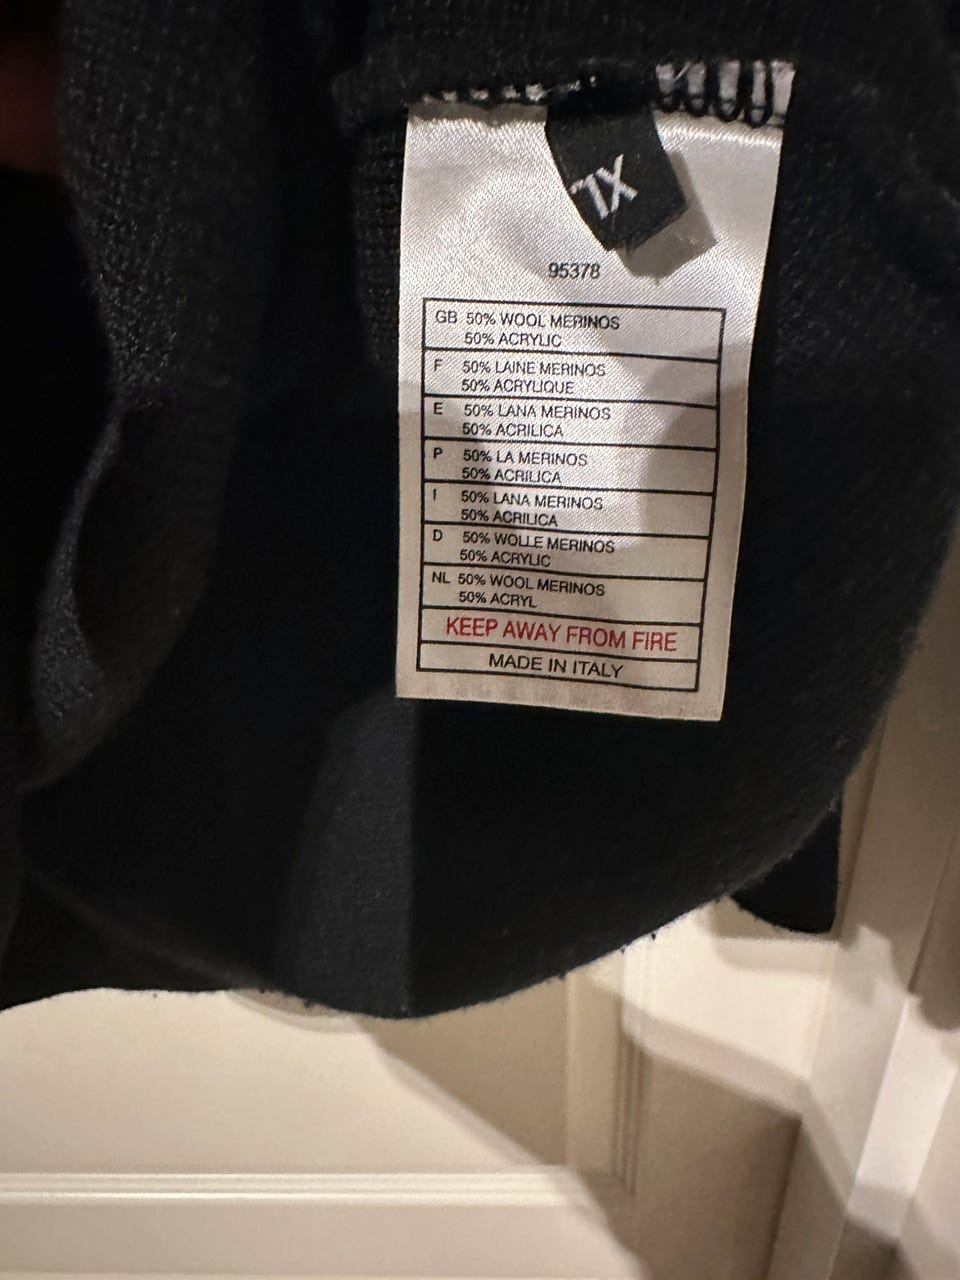 XL
95378
GB 50% WOOL MERINOS
50% ACRYLIC
F 50% LAINE MERINOS
50% ACRYLIQUE
E 50% LANA MERINOS
50% ACRILICA
P 50% LA MERINOS
50% ACRILICA
I 50% LANA MERINOS
50% ACRILICA
D 50% WOLLE MERINOS
50% ACRYLIC
NL 50% WOOL MERINOS
50% ACRYL
KEEP AWAY FROM FIRE
MADE IN ITALY